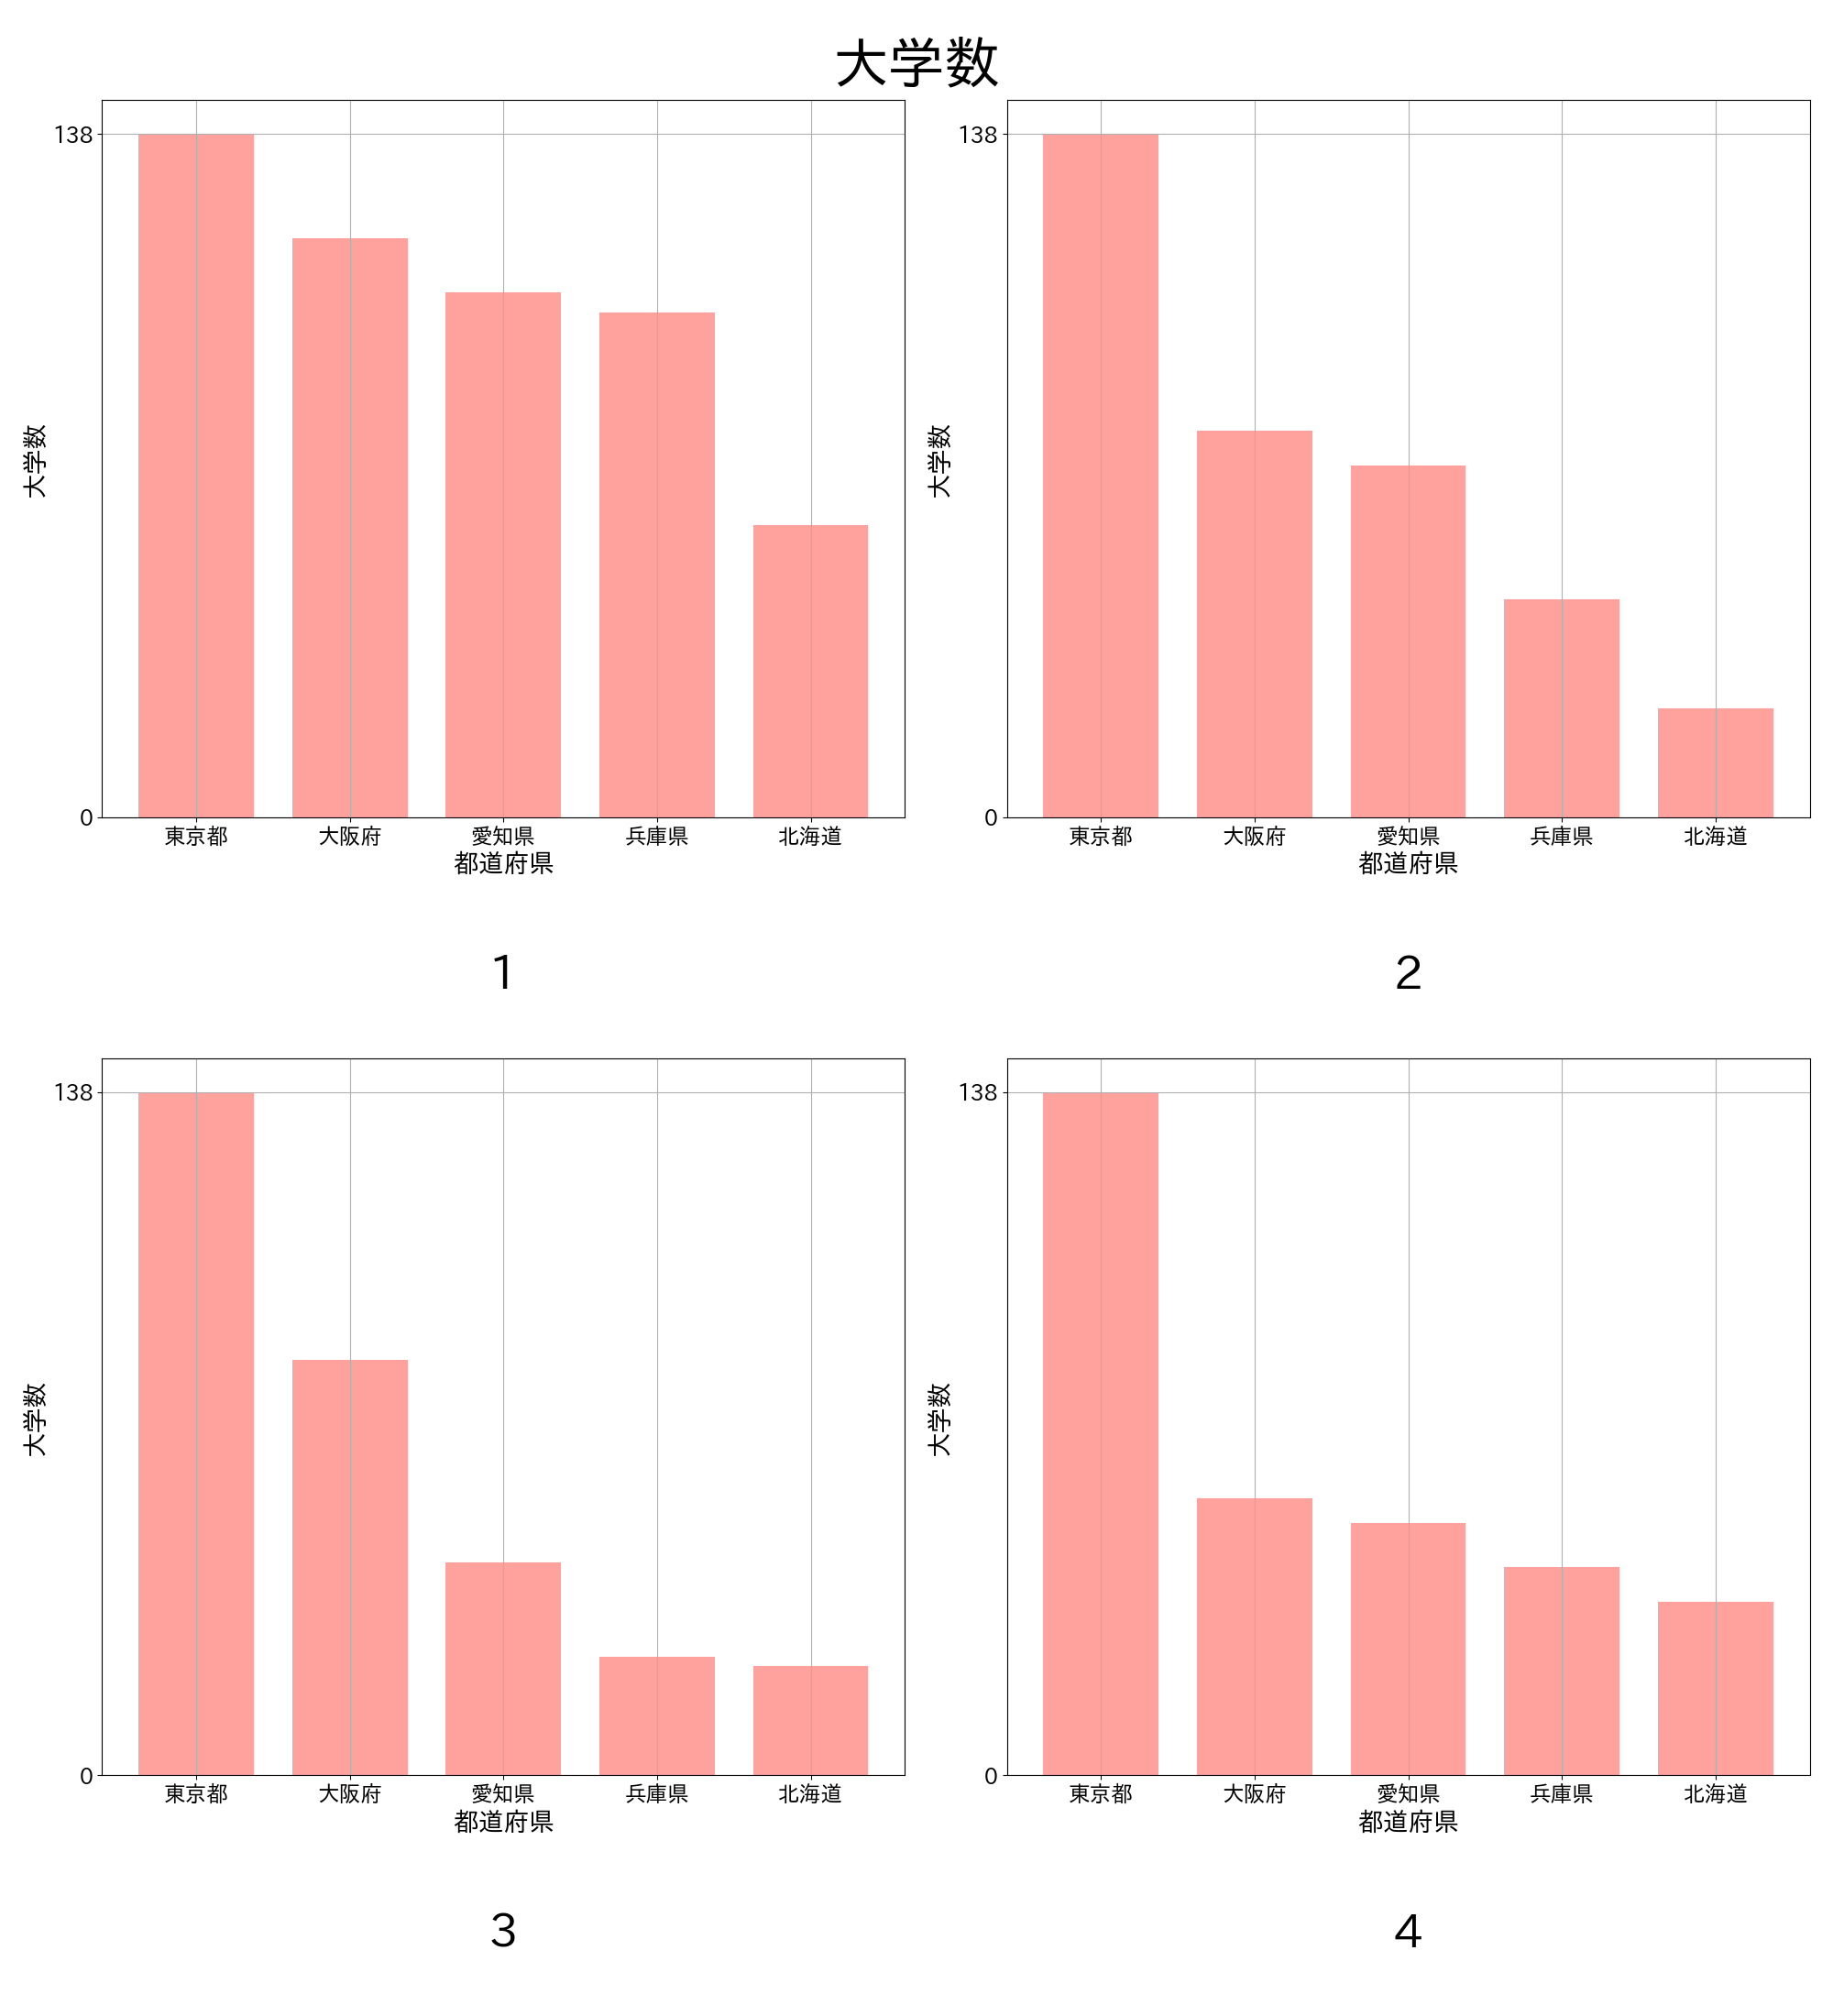 大学数
138
0
大学数
東京都 大阪府 愛知県 兵庫県 北海道
都道府県
1
138
0
大学数
東京都 大阪府 愛知県 兵庫県 北海道
都道府県
2
138
0
大学数
東京都 大阪府 愛知県 兵庫県 北海道
都道府県
3
138
0
大学数
東京都 大阪府 愛知県 兵庫県 北海道
都道府県
4